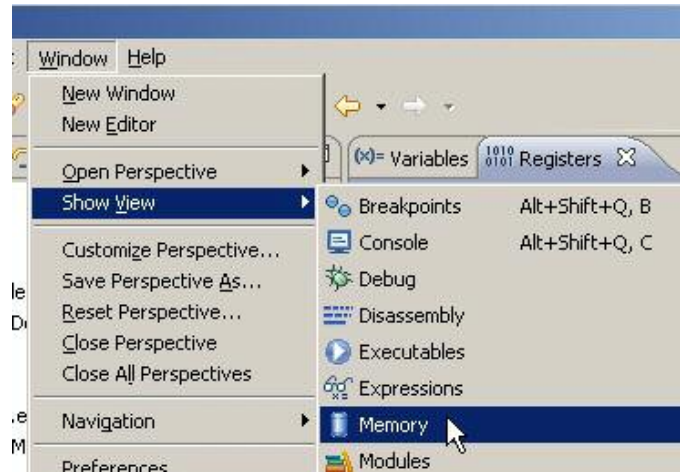 Window Help
New Window
New Editor
(x)= Variables
1010
0101 Registers
Open Perspective
Show View
Breakpoints Alt+Shift+Q, B
Console Alt+Shift+Q, C
Customize Perspective...
Debug
Save Perspective As...
Disassembly
Reset Perspective...
Executables
Close Perspective
Close All Perspectives
Expressions
Navigation
Memory
Preferences
Modules